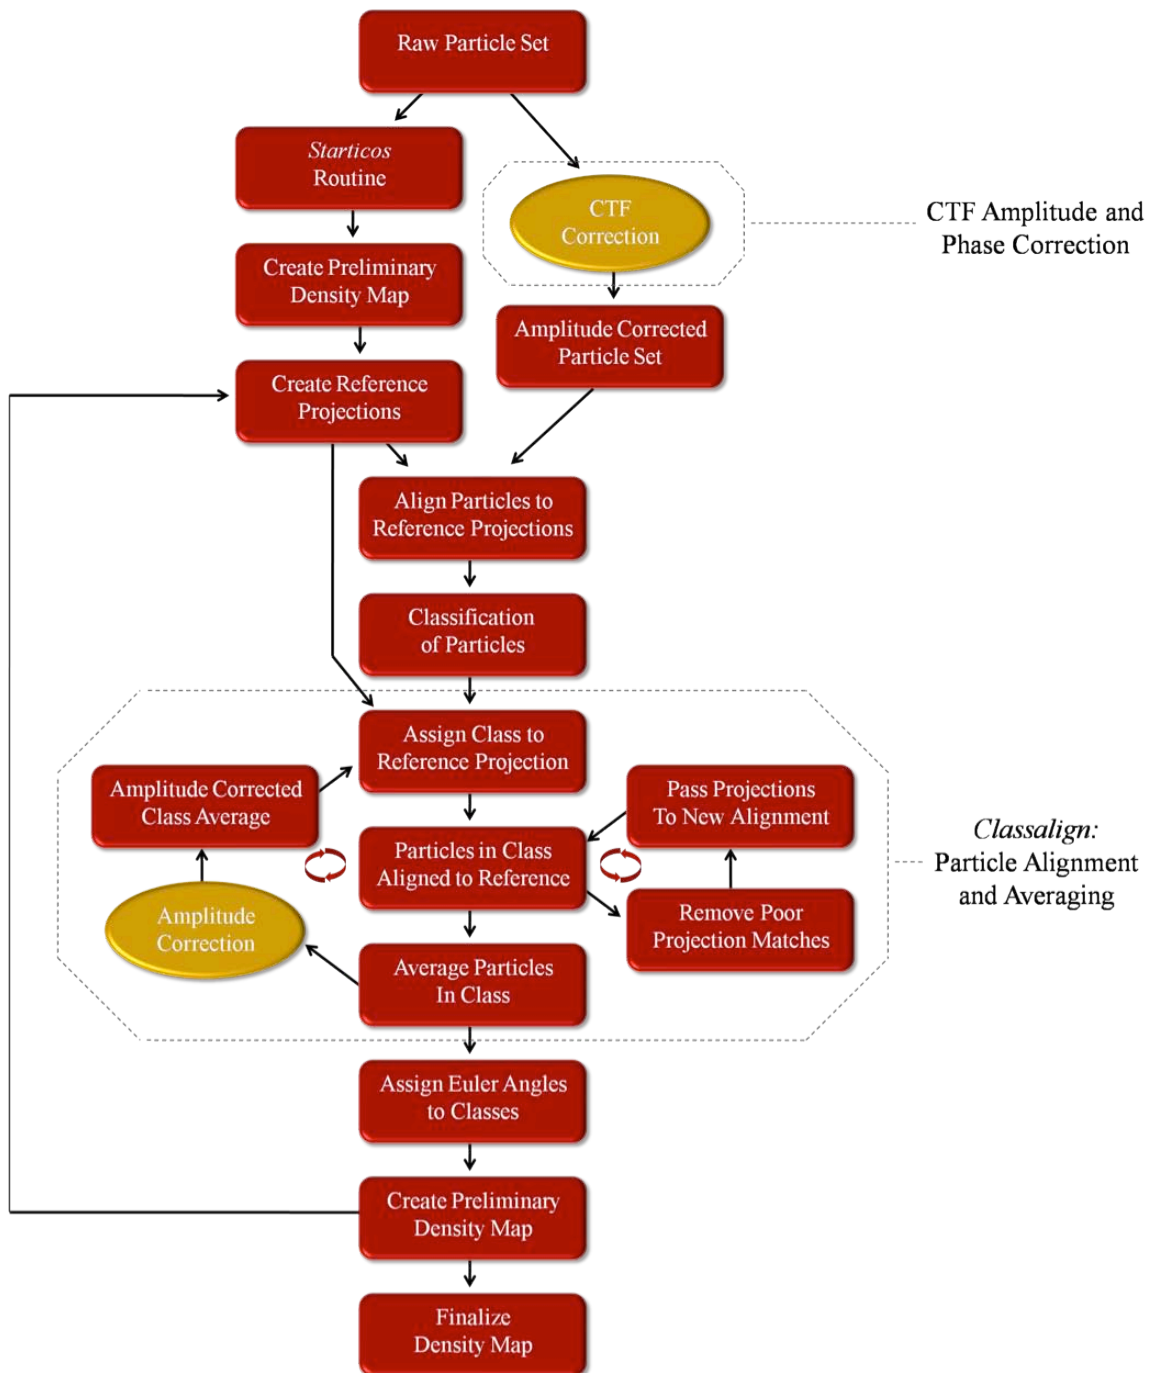 Raw Particle Set
Starticos
Routine
CTF
Correction
CTF Amplitude and
Phase Correction
Create Preliminary
Density Map
Amplitude Corrected
Particle Set
Create Reference
Projections
Align Particles to
Reference Projections
Classification
of Particles
Assign Class to
Reference Projection
Amplitude Corrected
Class Average
Pass Projections
To New Alignment
Particles in Class
Aligned to Reference
Classalign:
Particle Alignment
and Averaging
Amplitude
Correction
Remove Poor
Projection Matches
Average Particles
In Class
Assign Euler Angles
to Classes
Create Preliminary
Density Map
Finalize
Density Map